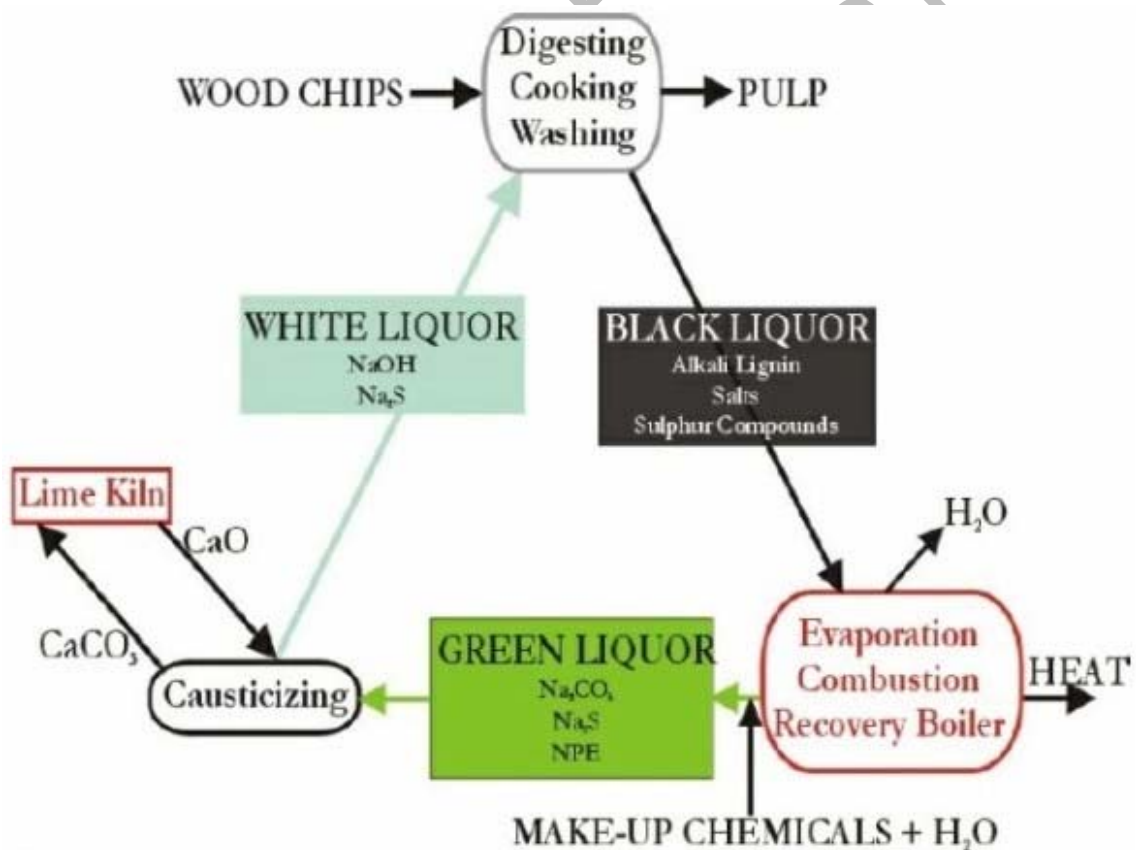 Digesting
Cooking
Washing
WOOD CHIPS
PULP
WHITE LIQUOR
NaOH
Na₂S
BLACK LIQUOR
Alkali Lignin
Salts
Sulphur Compounds
Lime Kiln
CaO
CaCO₃
Causticizing
GREEN LIQUOR
Na₂CO₃
Na₂S
NPE
H₂O
Evaporation
Combustion
Recovery Boiler
HEAT
MAKE-UP CHEMICALS + H₂O